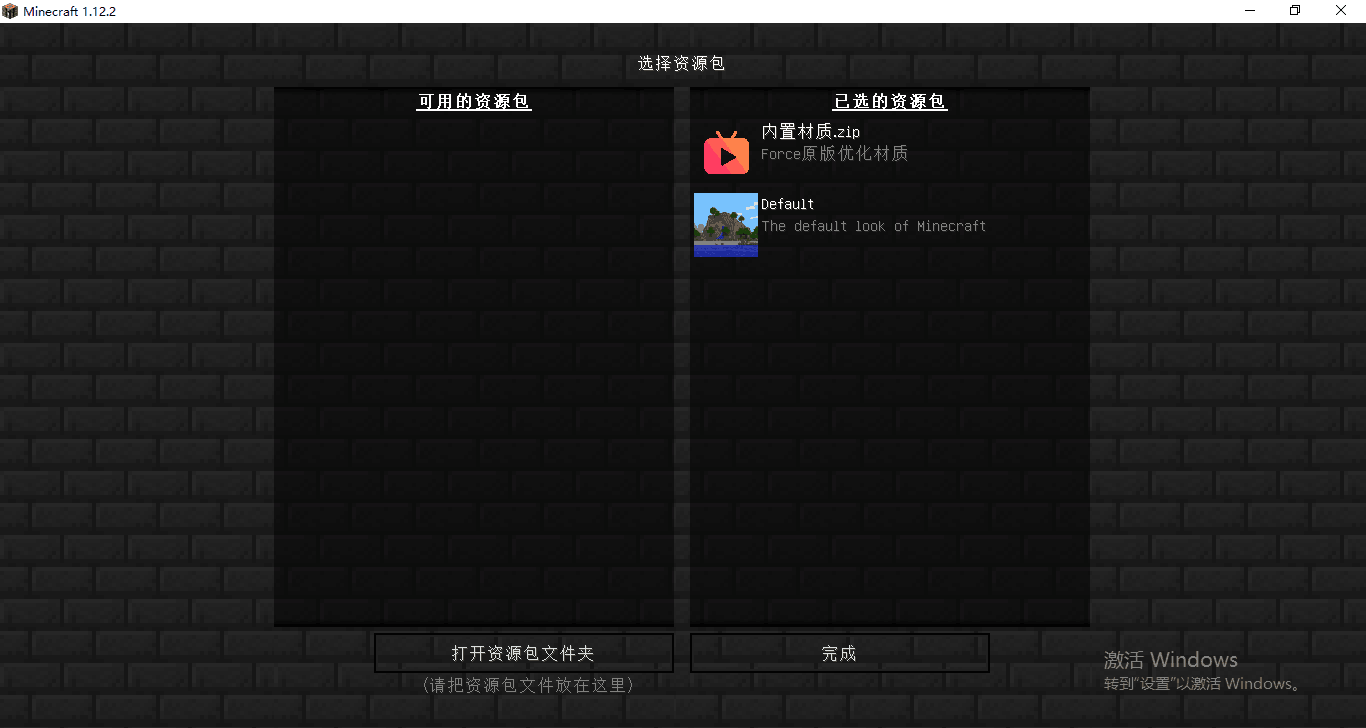 Minecraft 1.12.2
选择资源包
可用的资源包
已选的资源包
内置材质.zip
Force原版优化材质
Default
The default look of Minecraft
打开资源包文件夹
完成
(请把资源包文件放在这里)
激活 Windows
转到“设置”以激活 Windows。